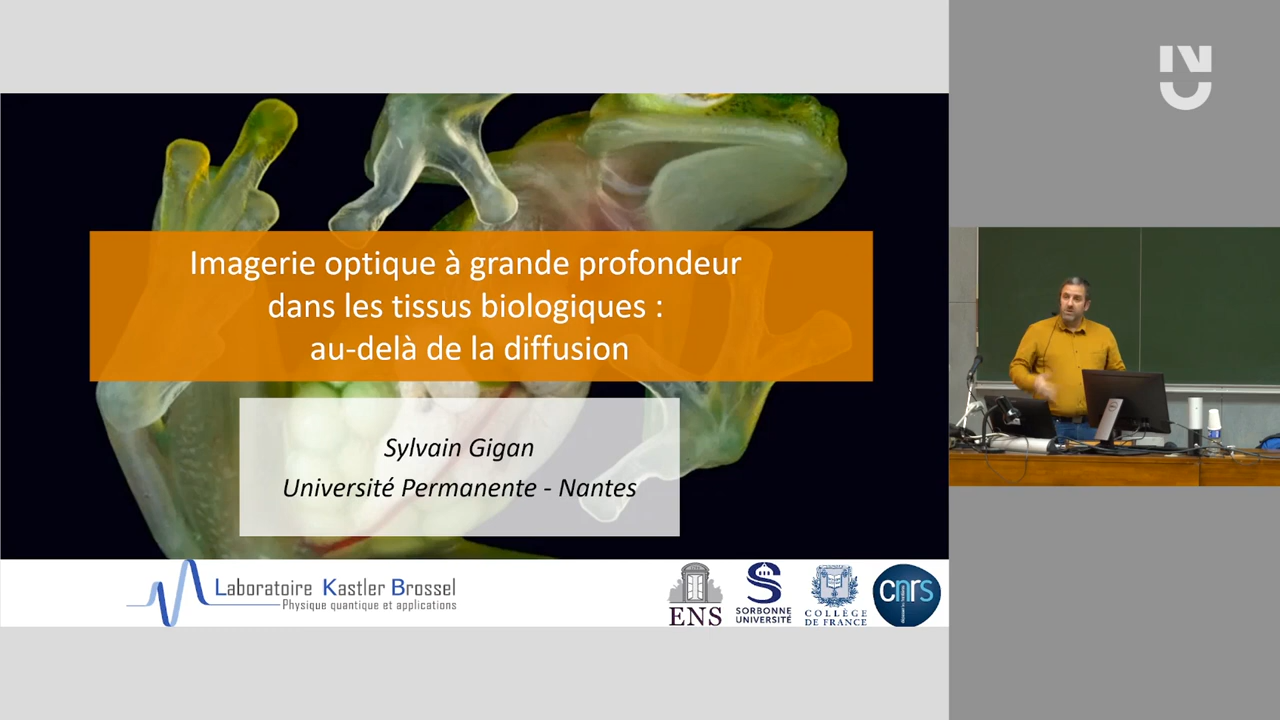 Imagerie optique à grande profondeur
dans les tissus biologiques :
au-delà de la diffusion
Sylvain Gigan
Université Permanente - Nantes
Laboratoire Kastler Brossel
Physique quantique et applications
ENS
SORBONNE
UNIVERSITÉ
COLLÈGE
DE FRANCE
cnrs